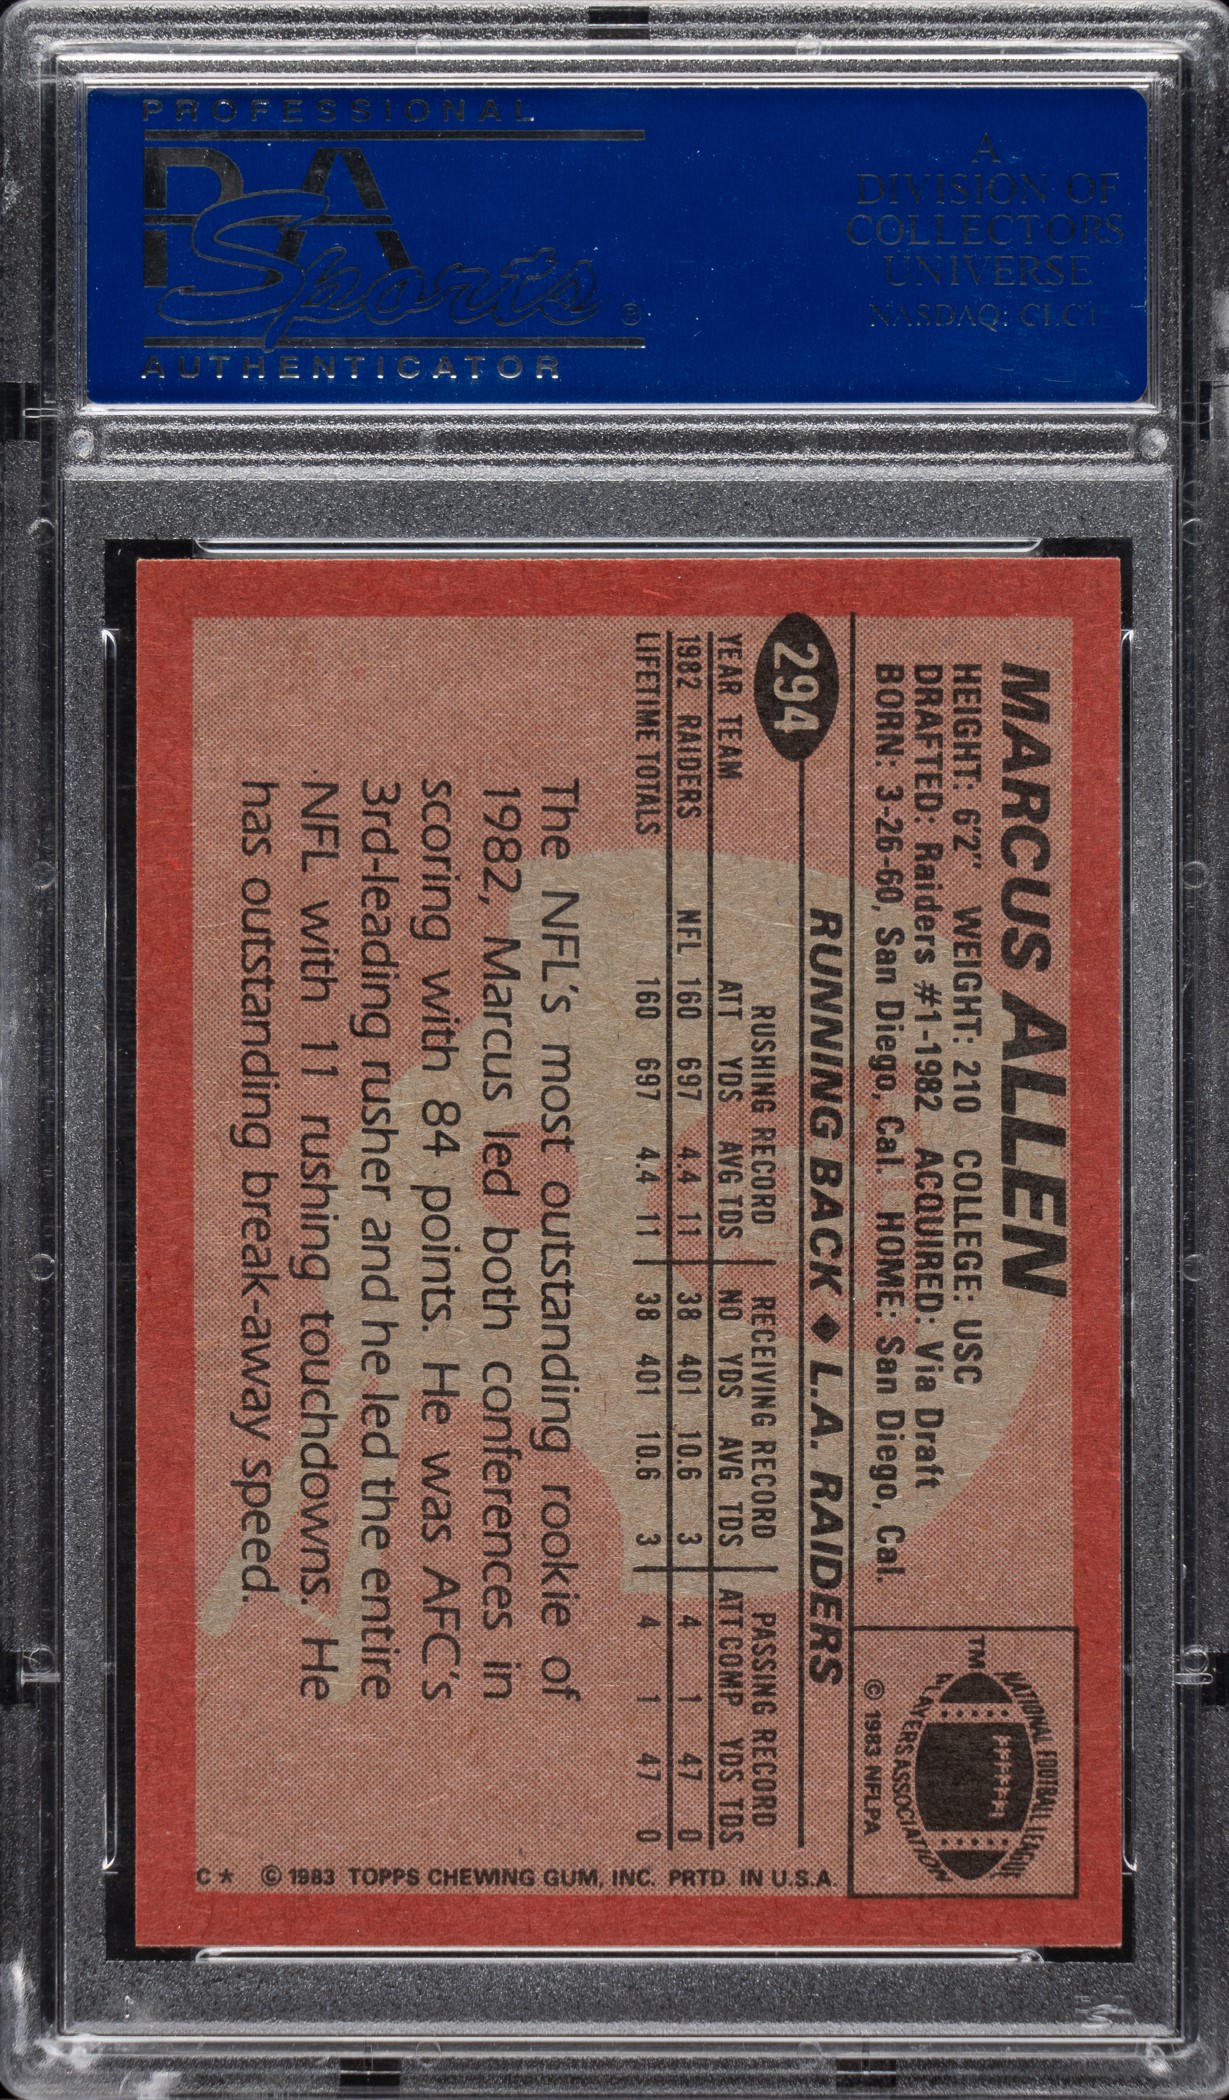 PROFESSIONAL
PSA
Sports ®
AUTHENTICATOR
A
DIVISION OF
COLLECTORS
UNIVERSE
NASDAQ: CLCT
MARCUS ALLEN
HEIGHT: 6'2" WEIGHT: 210 COLLEGE: USC
DRAFTED: Raiders #1-1982 ACQUIRED: Via Draft
BORN: 3-26-60, San Diego, Cal. HOME: San Diego, Cal.
TM
NATIONAL FOOTBALL LEAGUE
PLAYERS ASSOCIATION
© 1983 NFLPA
294
RUNNING BACK ◆ L.A. RAIDERS
RUSHING RECORD RECEIVING RECORD PASSING RECORD
YEAR TEAM ATT YDS AVG TDS NO YDS AVG TDS ATT COMP YDS TDS
1982 RAIDERS NFL 160 697 4.4 11 38 401 10.6 3 4 1 47 0
LIFETIME TOTALS 160 697 4.4 11 38 401 10.6 3 4 1 47 0
The NFL's most outstanding rookie of
1982, Marcus led both conferences in
scoring with 84 points. He was AFC's
3rd-leading rusher and he led the entire
NFL with 11 rushing touchdowns. He
has outstanding break-away speed.
C* © 1983 TOPPS CHEWING GUM, INC. PRTD. IN U.S.A.